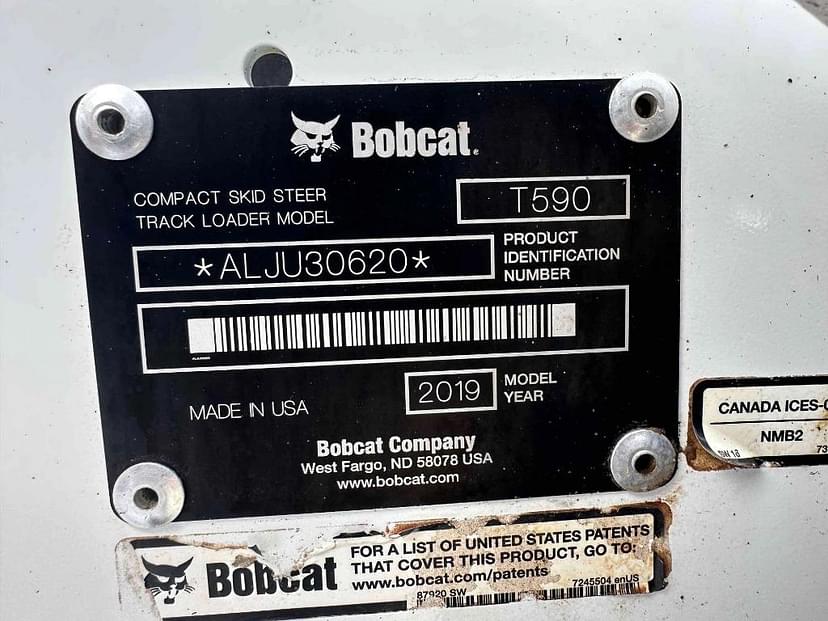 Bobcat
COMPACT SKID STEER
TRACK LOADER MODEL
T590
*ALJU30620*
PRODUCT
IDENTIFICATION
NUMBER
MADE IN USA
2019
MODEL
YEAR
Bobcat Company
West Fargo, ND 58078 USA
www.bobcat.com
CANADA ICES-
NMB2
Bobcat
FOR A LIST OF UNITED STATES PATENTS
THAT COVER THIS PRODUCT, GO TO:
www.bobcat.com/patents
87920 SW
7245504 enUS